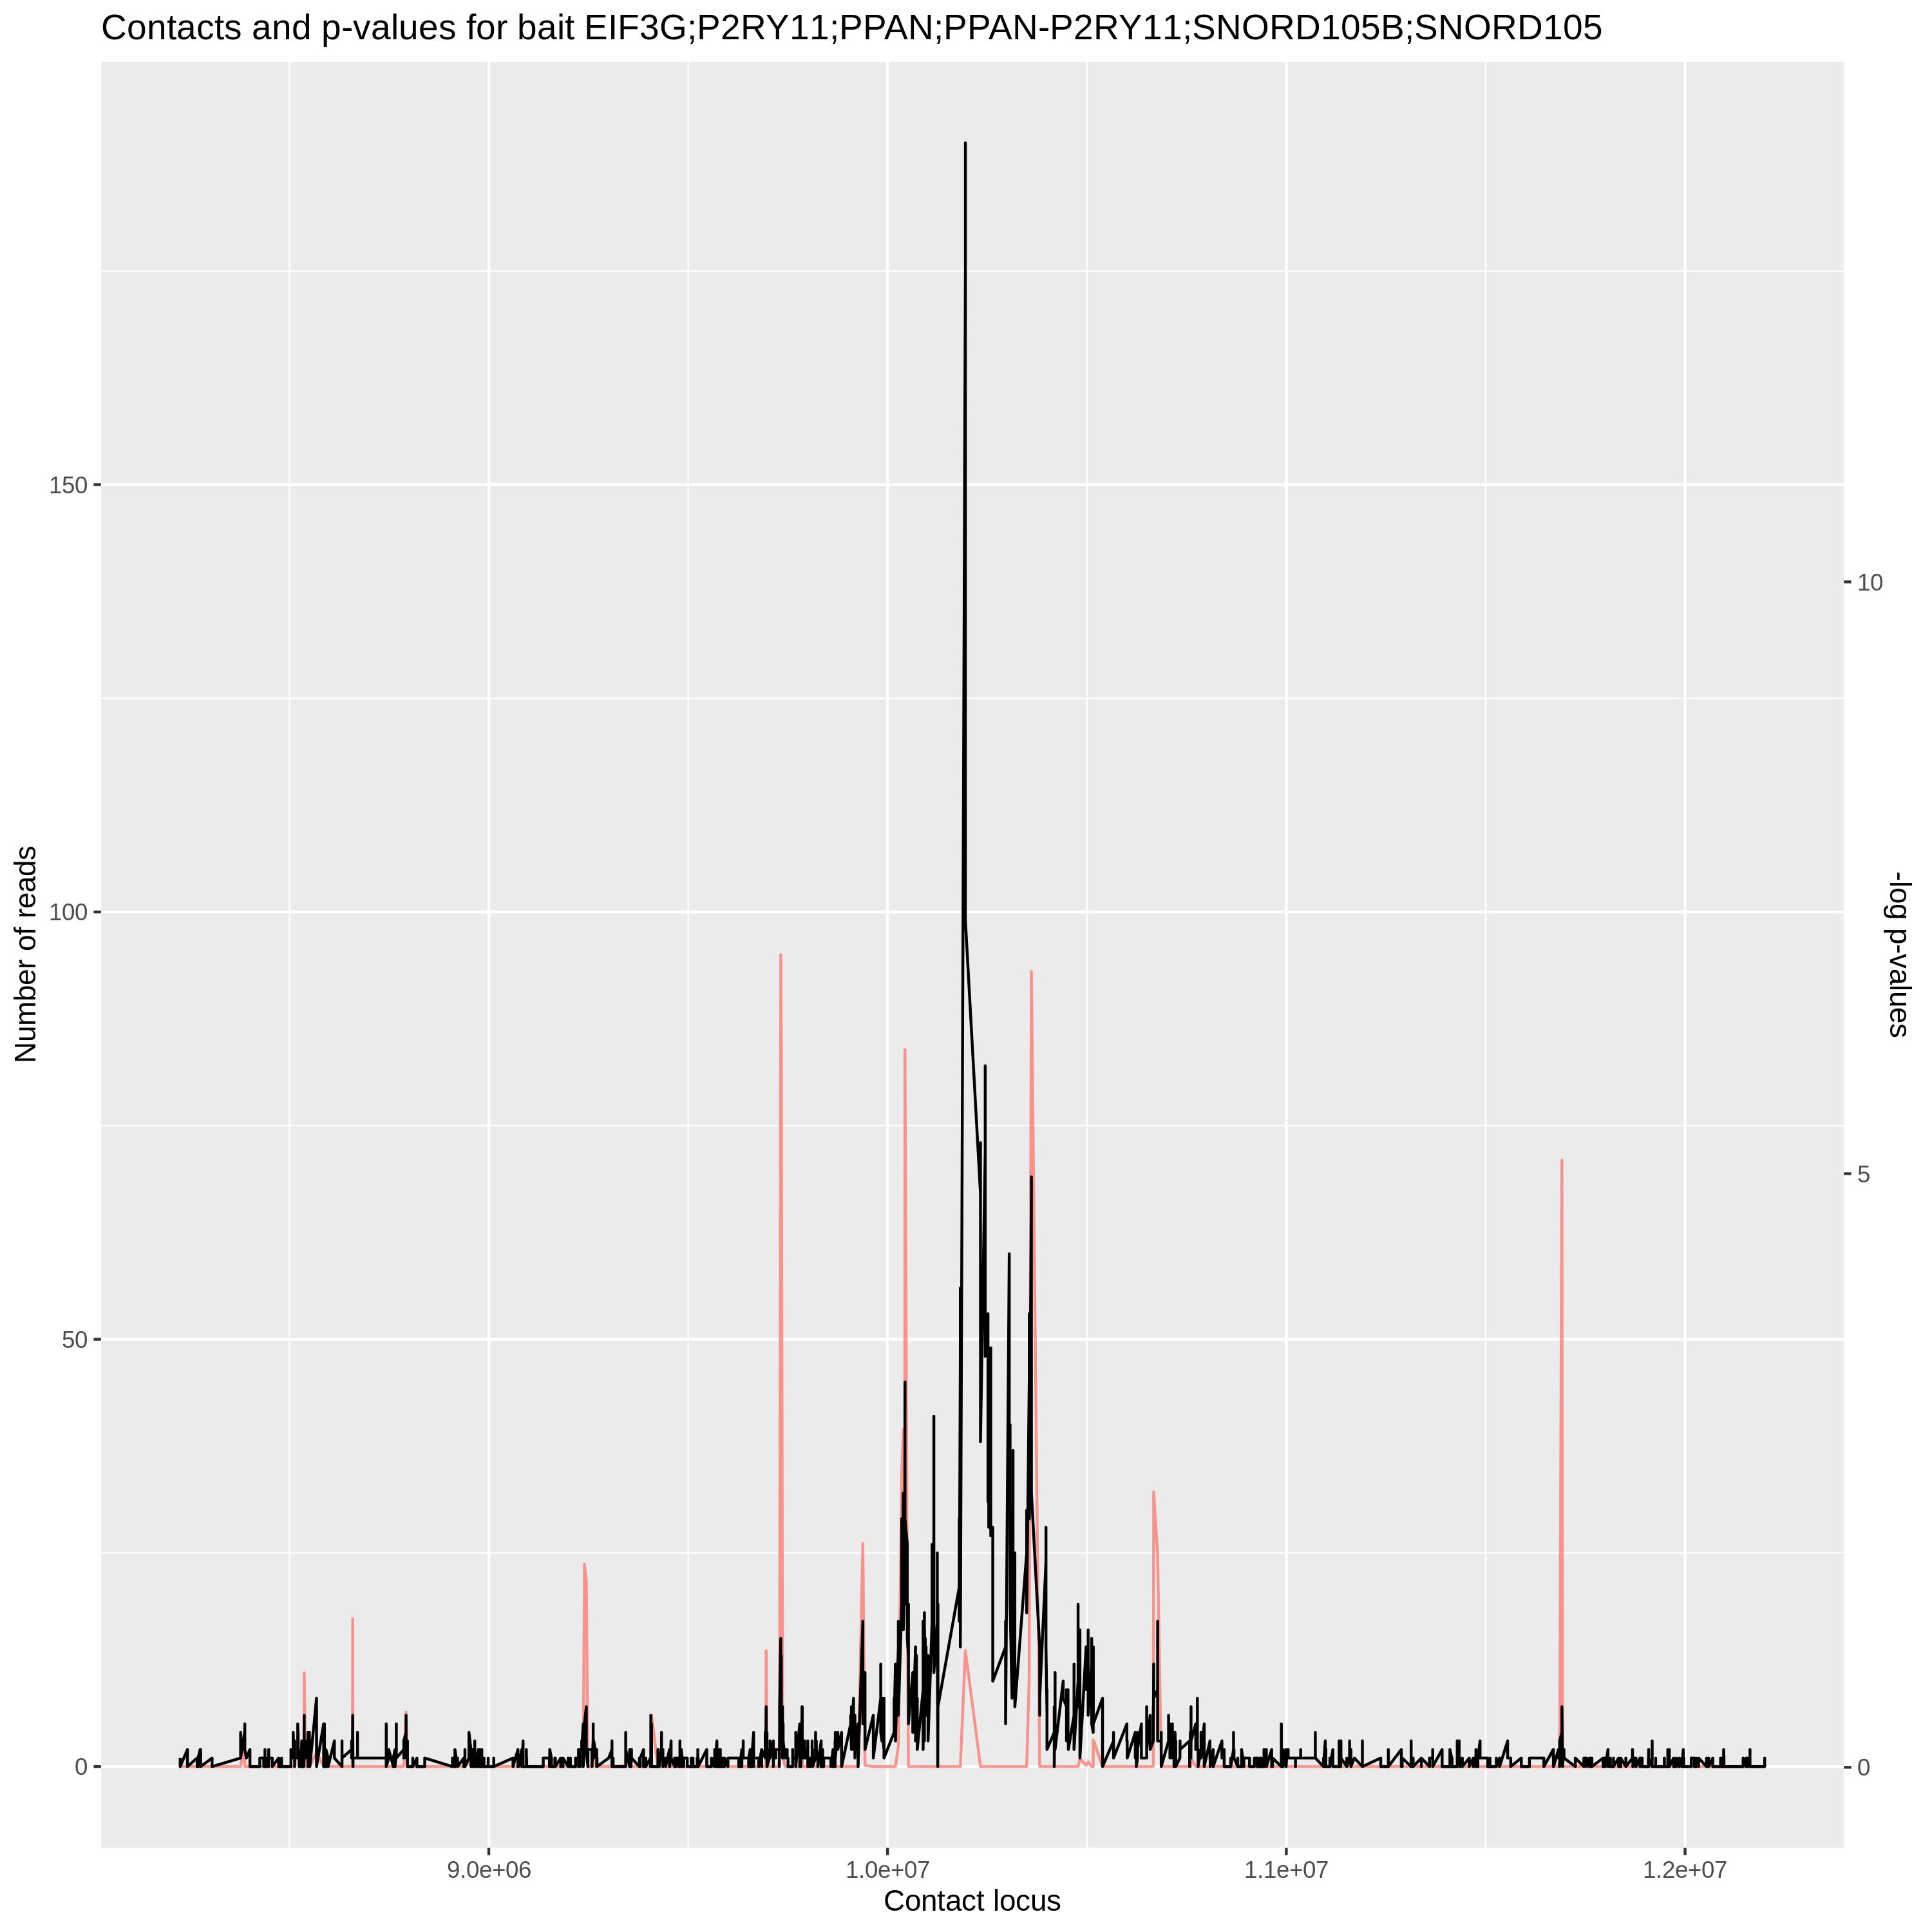 Contacts and p-values for bait EIF3G;P2RY11;PPAN;PPAN-P2RY11;SNORD105B;SNORD105
150
100
50
0
Number of reads
10
5
0
-log p-values
9.0e+06
1.0e+07
1.1e+07
1.2e+07
Contact locus